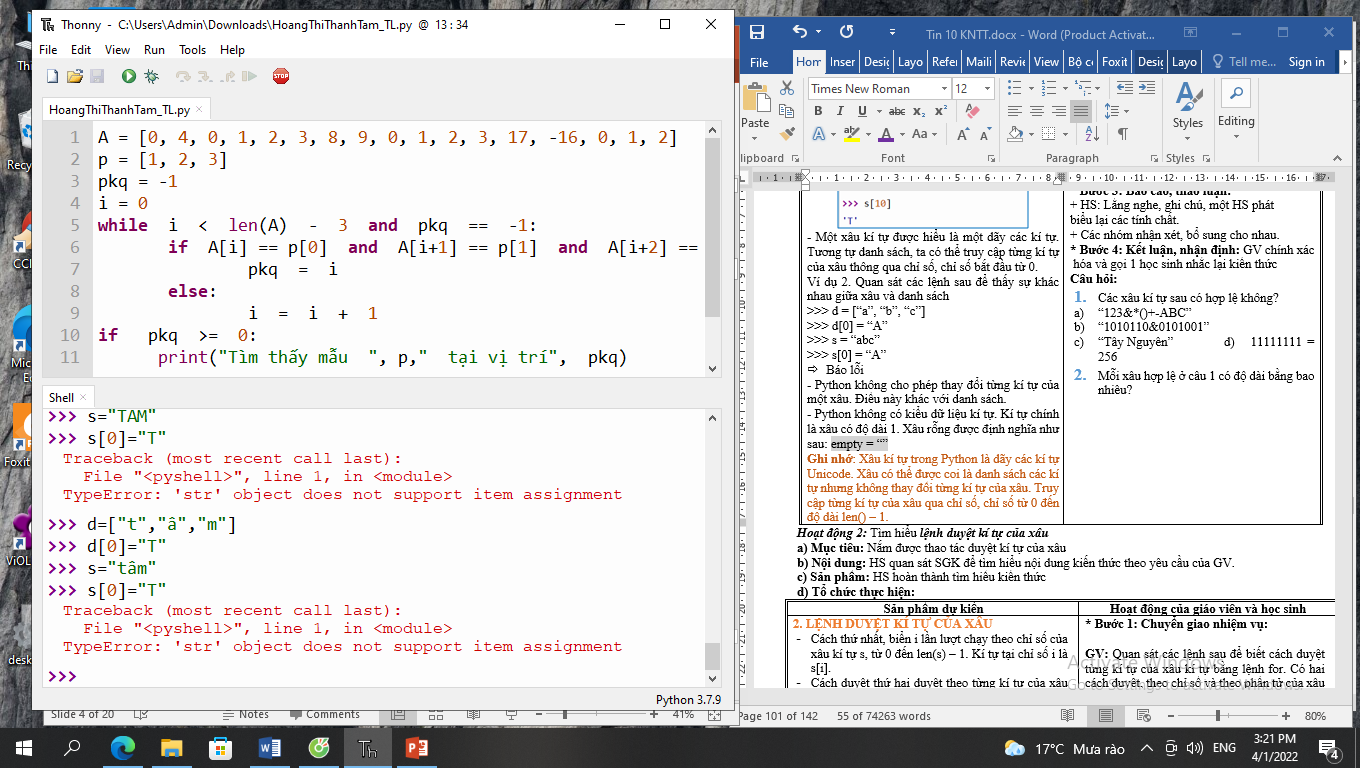 Thonny - C:\Users\Admin\Downloads\HoangThiThanhTam_TL.py @ 13:34
File Edit View Run Tools Help
STOP
HoangThiThanhTam_TL.py
1 A = [0, 4, 0, 1, 2, 3, 8, 9, 0, 1, 2, 3, 17, -16, 0, 1, 2]
2 p = [1, 2, 3]
3 pkq = -1
4 i = 0
5 while i < len(A) - 3 and pkq == -1:
6 if A[i] == p[0] and A[i+1] == p[1] and A[i+2] ==
7 pkq = i
8 else:
9 i = i + 1
10 if pkq >= 0:
11 print("Tìm thấy mẫu ", p," tại vị trí", pkq)
Shell
>>> s="TAM"
>>> s[0]="T"
Traceback (most recent call last):
File "<pyshell>", line 1, in <module>
TypeError: 'str' object does not support item assignment
>>> d=["t","â","m"]
>>> d[0]="T"
>>> s="tâm"
>>> s[0]="T"
Traceback (most recent call last):
File "<pyshell>", line 1, in <module>
TypeError: 'str' object does not support item assignment
>>>
Python 3.7.9
Slide 4 of 20 Notes Comments 41%
Tin 10 KNTT.docx - Word (Product Activat...
File Hom Inser Desig Layo Refer Maili Revie View Bộ c Foxit Desig Layo Tell me... Sign in
Times New Roman 12
Paste
B I U abc x₂ x²
Styles Editing
lipboard Font Paragraph Styles
>>> s[10]
'T'
- Một xâu kí tự được hiểu là một dãy các kí tự.
Tương tự danh sách, ta có thể truy cập từng kí tự
của xâu thông qua chỉ số, chỉ số bắt đầu từ 0.
Ví dụ 2. Quan sát các lệnh sau để thấy sự khác
nhau giữa xâu và danh sách
>>> d = [“a”, “b”, “c”]
>>> d[0] = “A”
>>> s = “abc”
>>> s[0] = “A”
⇨ Báo lỗi
- Python không cho phép thay đổi từng kí tự của
một xâu. Điều này khác với danh sách.
- Python không có kiểu dữ liệu kí tự. Kí tự chính
là xâu có độ dài 1. Xâu rỗng được định nghĩa như
sau: empty = “”
Ghi nhớ: Xâu kí tự trong Python là dãy các kí tự
Unicode. Xâu có thể được coi là danh sách các kí
tự nhưng không thay đổi từng kí tự của xâu. Truy
cập từng kí tự của xâu qua chỉ số, chỉ số từ 0 đến
độ dài len() – 1.
* Bước 3: Báo cáo, thảo luận:
+ HS: Lắng nghe, ghi chú, một HS phát
biểu lại các tính chất.
+ Các nhóm nhận xét, bổ sung cho nhau.
* Bước 4: Kết luận, nhận định: GV chính xác
hóa và gọi 1 học sinh nhắc lại kiến thức
Câu hỏi:
1. Các xâu kí tự sau có hợp lệ không?
a) “123&*()+-ABC”
b) “1010110&0101001”
c) “Tây Nguyên” d) 11111111 =
256
2. Mỗi xâu hợp lệ ở câu 1 có độ dài bằng bao
nhiêu?
Hoạt động 2: Tìm hiểu lệnh duyệt kí tự của xâu
a) Mục tiêu: Nắm được thao tác duyệt kí tự của xâu
b) Nội dung: HS quan sát SGK để tìm hiểu nội dung kiến thức theo yêu cầu của GV.
c) Sản phẩm: HS hoàn thành tìm hiểu kiến thức
d) Tổ chức thực hiện:
Sản phẩm dự kiến Hoạt động của giáo viên và học sinh
2. LỆNH DUYỆT KÍ TỰ CỦA XÂU
- Cách thứ nhất, biến i lần lượt chạy theo chỉ số của
xâu kí tự s, từ 0 đến len(s) – 1. Kí tự tại chỉ số i là
s[i].
- Cách duyệt thứ hai duyệt theo từng kí tự của xâu
* Bước 1: Chuyển giao nhiệm vụ:
GV: Quan sát các lệnh sau để biết cách duyệt
từng kí tự của xâu kí tự bằng lệnh for. Có hai
cách duyệt, theo chỉ số và theo phần tử của xâu
Activate Windows
Go to Settings to activate Windows.
Page 101 of 142 55 of 74263 words 80%
17°C Mưa rào ENG 3:21 PM
4/1/2022
4